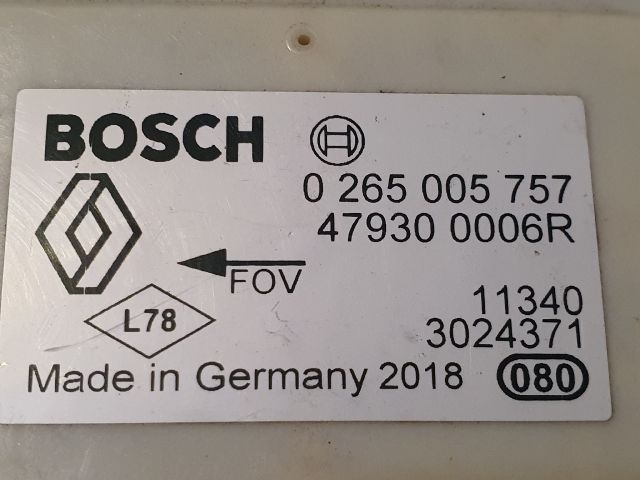 BOSCH
0 265 005 757
47930 0006R
FOV
11340
L78
3024371
Made in Germany 2018 080